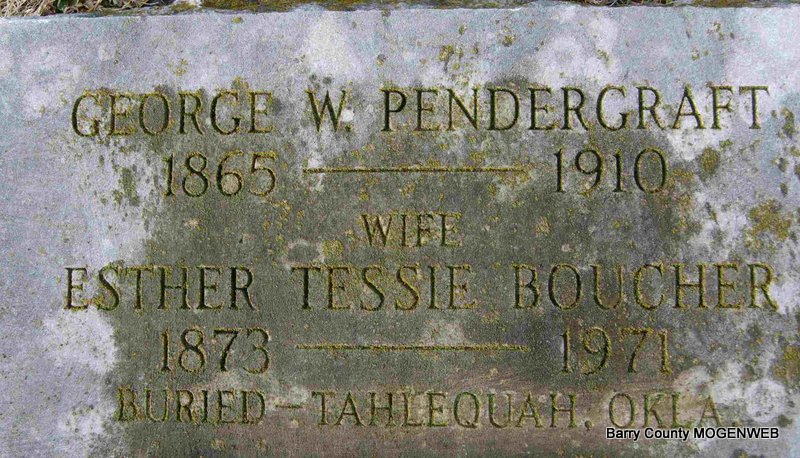 GEORGE W. PENDERGRAFT
1865 — 1910
WIFE
ESTHER TESSIE BOUCHER
1873 — 1971
BURIED – TAHLEQUAH, OKLA
Barry County MOGENWEB